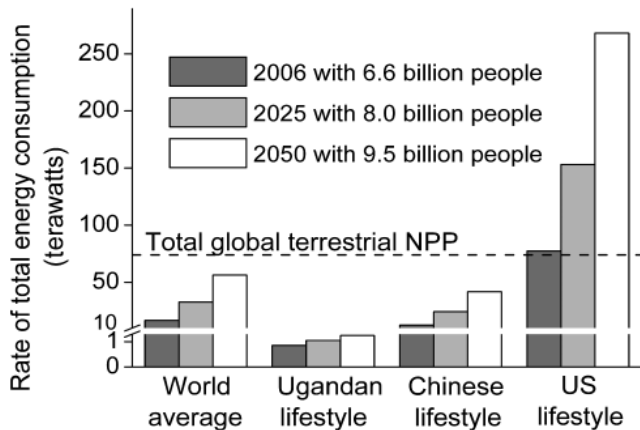 Rate of total energy consumption
(terawatts)
250
200
150
100
50
10
1
0
2006 with 6.6 billion people
2025 with 8.0 billion people
2050 with 9.5 billion people
Total global terrestrial NPP
World
average
Ugandan
lifestyle
Chinese
lifestyle
US
lifestyle